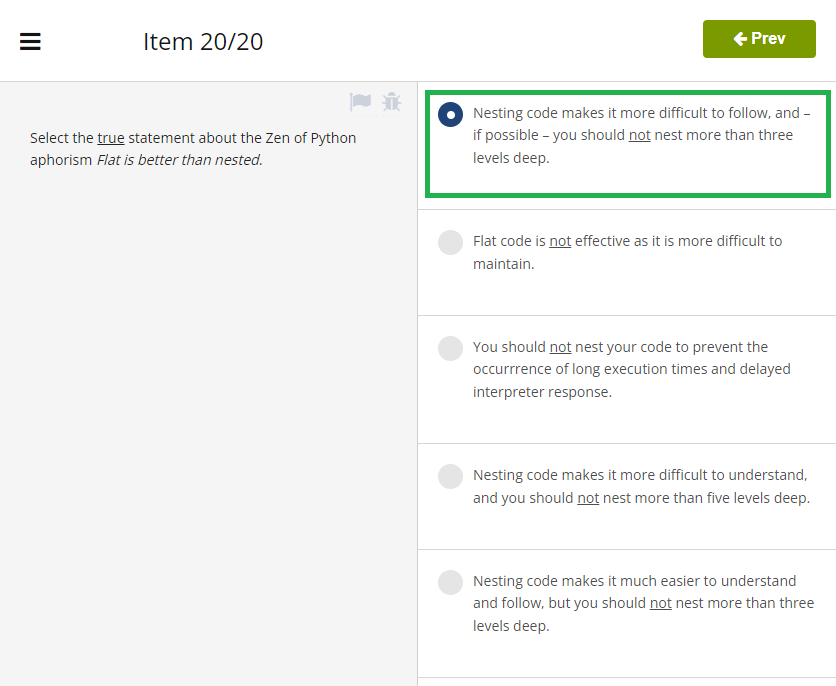 Item 20/20
Prev
Select the true statement about the Zen of Python
aphorism Flat is better than nested.
Nesting code makes it more difficult to follow, and –
if possible – you should not nest more than three
levels deep.
Flat code is not effective as it is more difficult to
maintain.
You should not nest your code to prevent the
occurrrence of long execution times and delayed
interpreter response.
Nesting code makes it more difficult to understand,
and you should not nest more than five levels deep.
Nesting code makes it much easier to understand
and follow, but you should not nest more than three
levels deep.